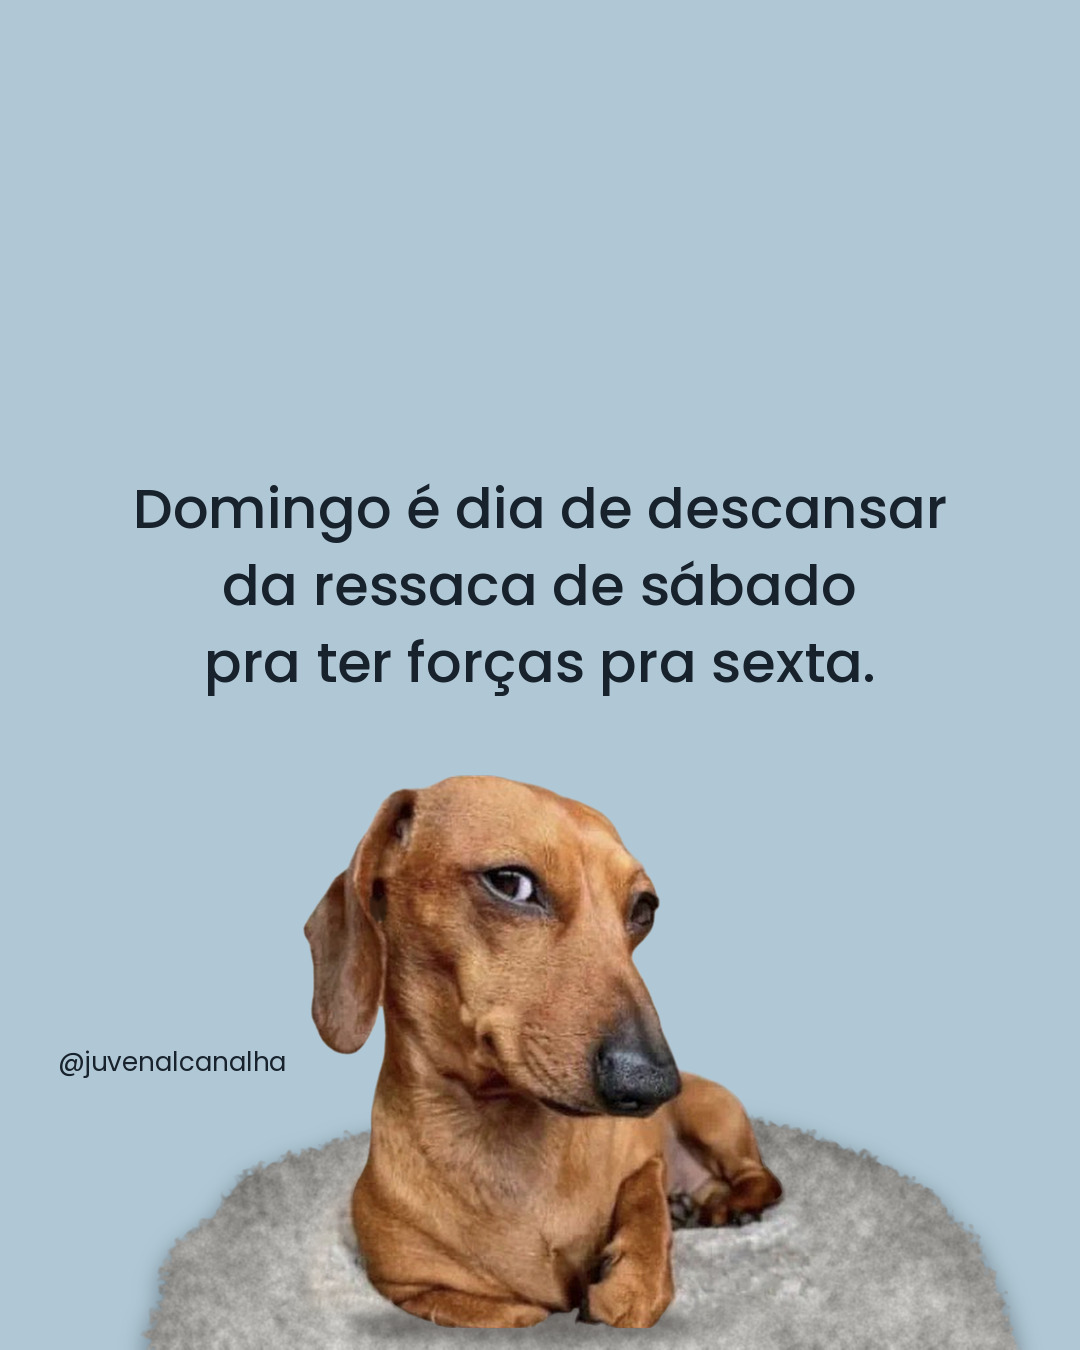 Domingo é dia de descansar
da ressaca de sábado
pra ter forças pra sexta.
@juvenalcanalha